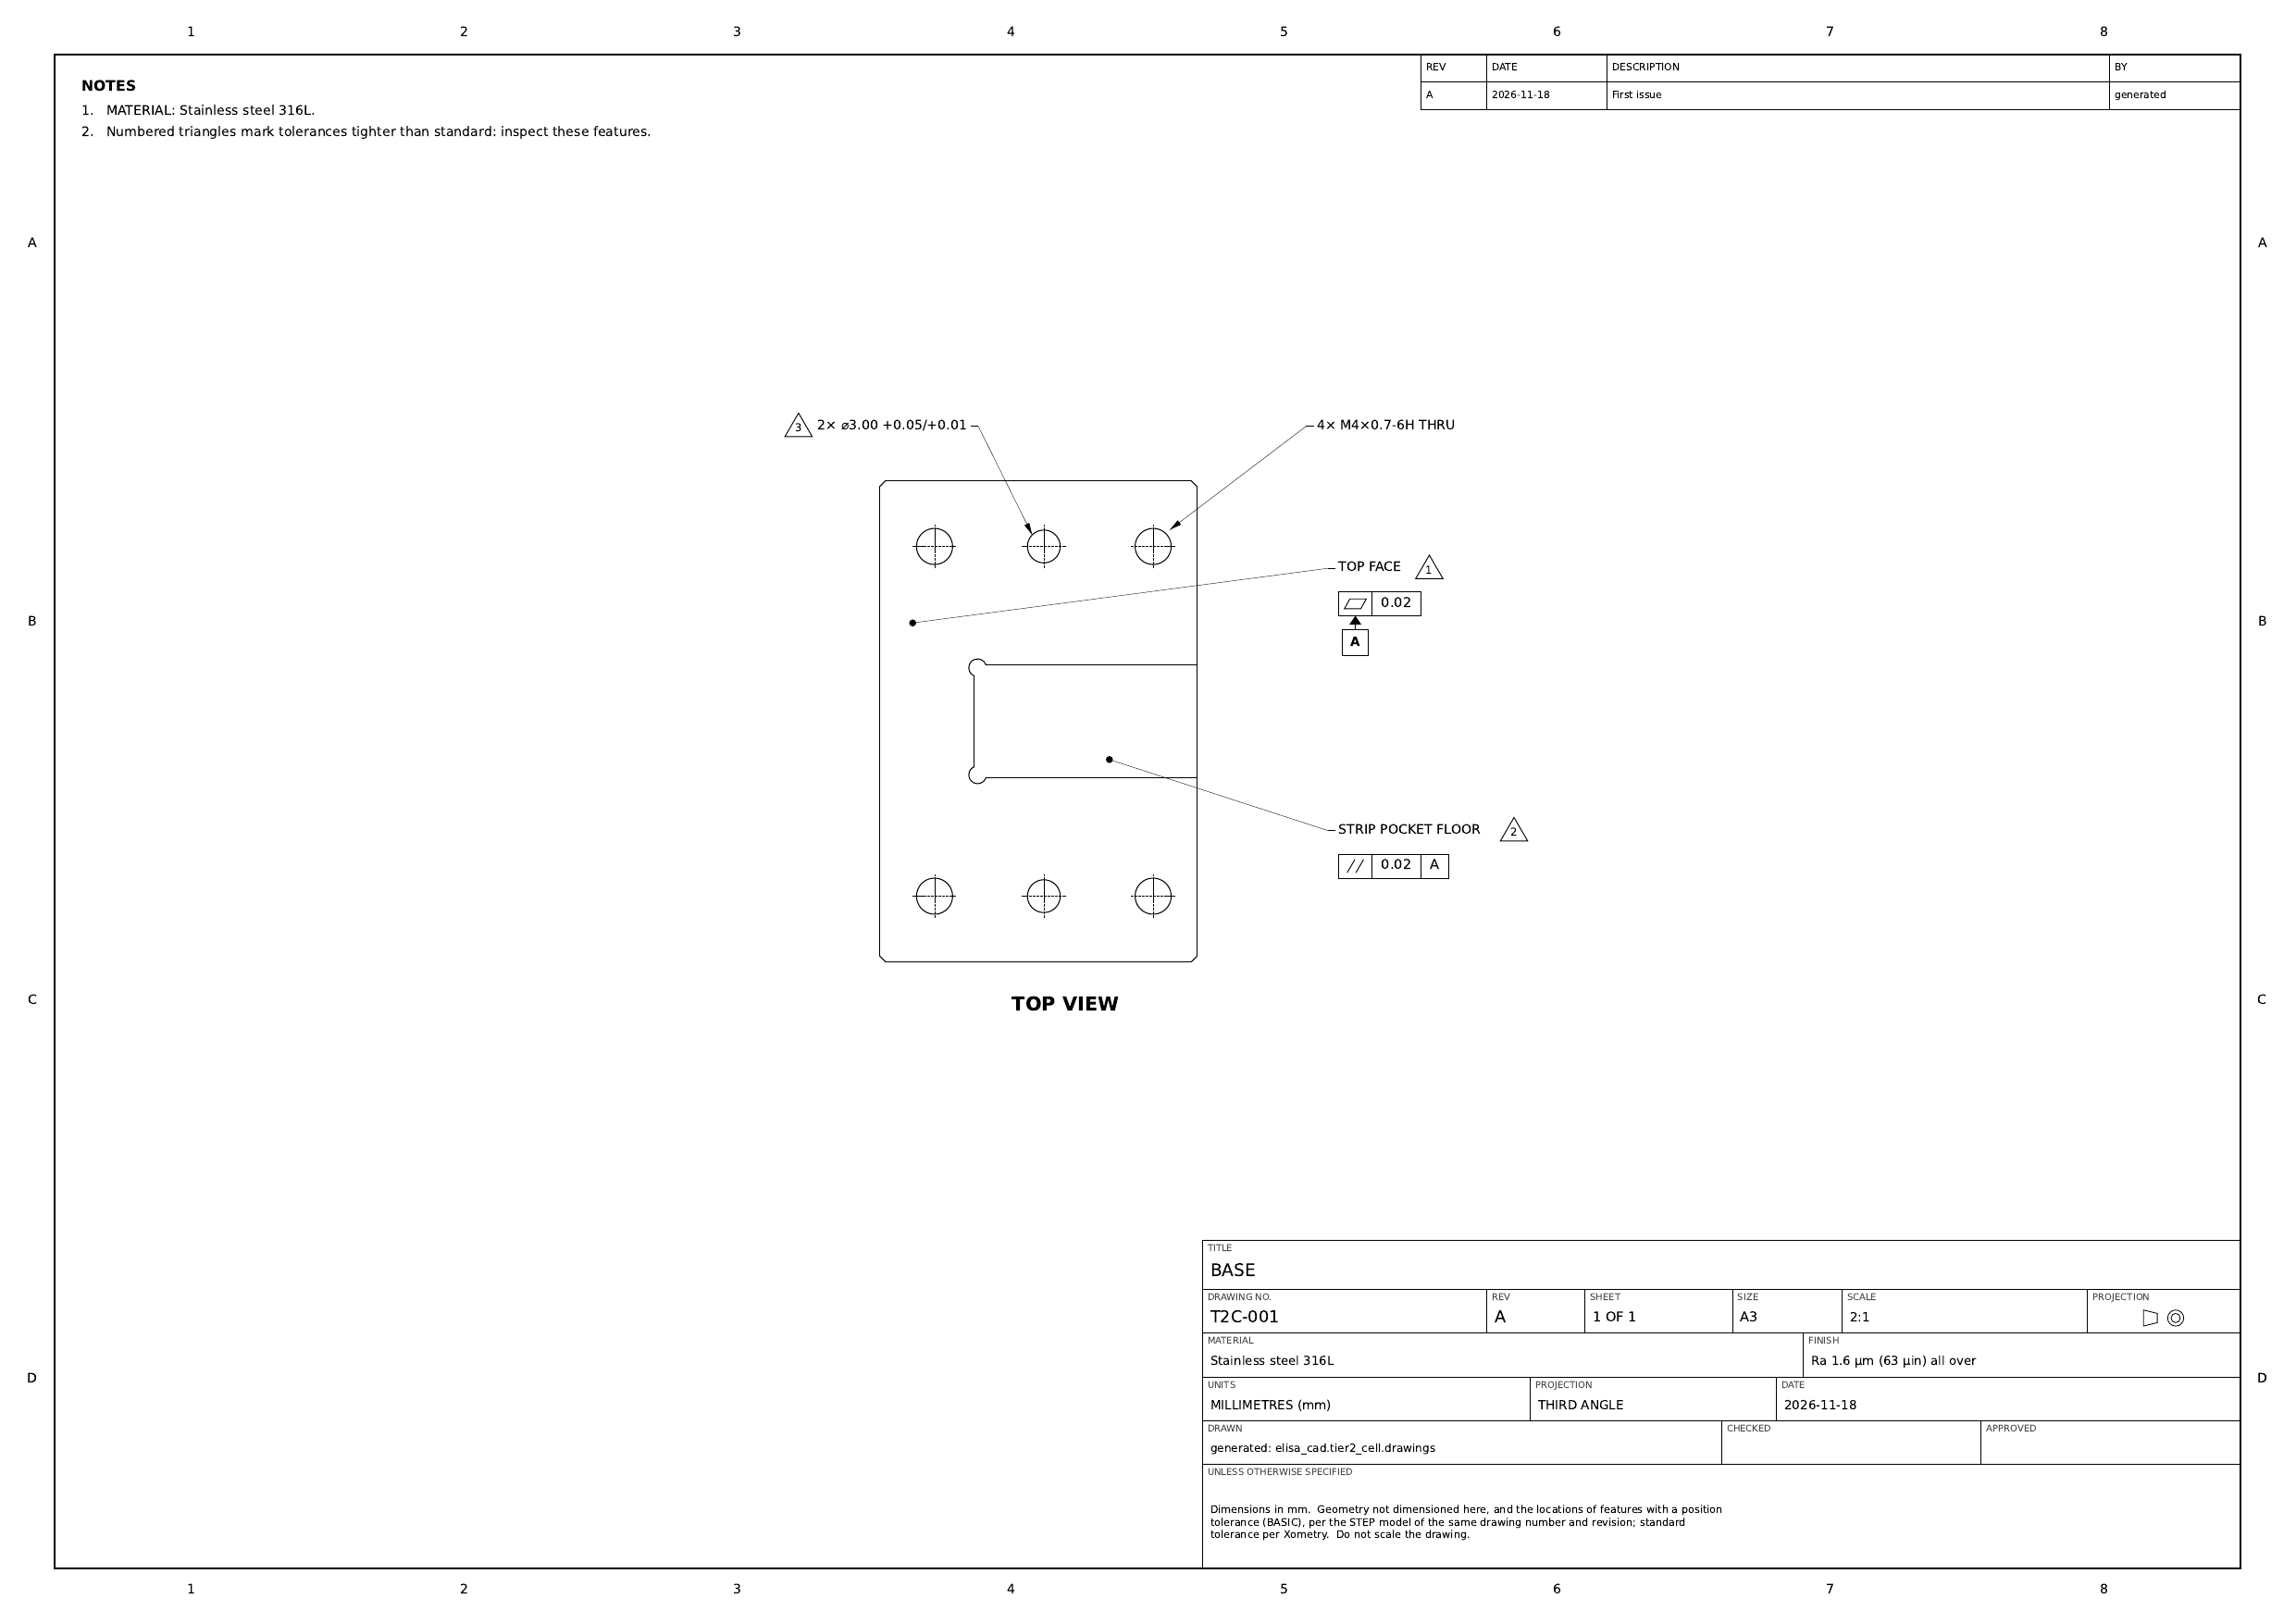 1 2 3 4 5 6 7 8
NOTES
1. MATERIAL: Stainless steel 316L.
2. Numbered triangles mark tolerances tighter than standard: inspect these features.
REV DATE DESCRIPTION BY
A 2026-11-18 First issue generated
A A
3 2× ⌀3.00 +0.05/+0.01
4× M4×0.7-6H THRU
TOP FACE 1
0.02
B B
A
STRIP POCKET FLOOR 2
// 0.02 A
C C
TOP VIEW
TITLE
BASE
DRAWING NO. REV SHEET SIZE SCALE PROJECTION
T2C-001 A 1 OF 1 A3 2:1
MATERIAL FINISH
Stainless steel 316L Ra 1.6 µm (63 µin) all over
D D
UNITS PROJECTION DATE
MILLIMETRES (mm) THIRD ANGLE 2026-11-18
DRAWN CHECKED APPROVED
generated: elisa_cad.tier2_cell.drawings
UNLESS OTHERWISE SPECIFIED
Dimensions in mm. Geometry not dimensioned here, and the locations of features with a position
tolerance (BASIC), per the STEP model of the same drawing number and revision; standard
tolerance per Xometry. Do not scale the drawing.
1 2 3 4 5 6 7 8